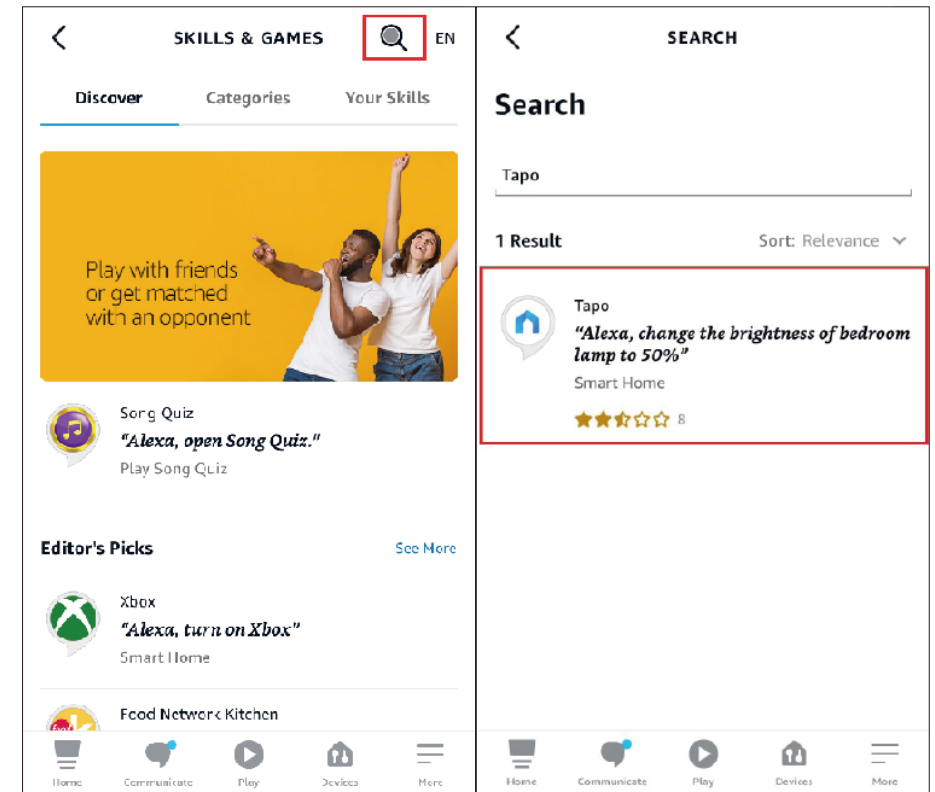 SKILLS & GAMES
EN
Discover
Categories
Your Skills
Play with friends
or get matched
with an opponent
Song Quiz
"Alexa, open Song Quiz."
Play Song Quiz
Editor's Picks
See More
Xbox
"Alexa, turn on Xbox"
Smart Home
Food Network Kitchen
food
K
Home
Communicate
Play
Devices
More
SEARCH
Search
Tapo
1 Result
Sort: Relevance
Tapo
"Alexa, change the brightness of bedroom
lamp to 50%"
Smart Home
8
Home
Communicate
Play
Devices
More